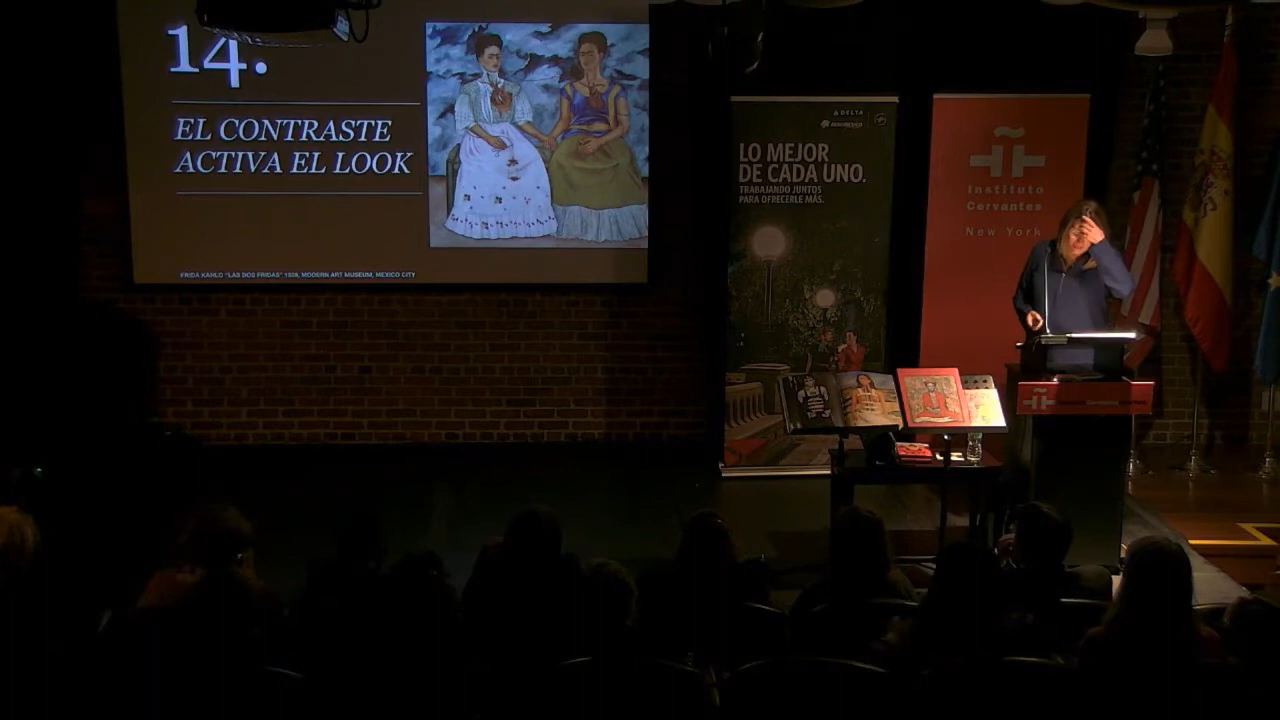 14.
EL CONTRASTE
ACTIVA EL LOOK
FRIDA KAHLO "LAS DOS FRIDAS" 1939, MODERN ART MUSEUM, MEXICO CITY
DELTA
LO MEJOR
DE CADA UNO.
TRABAJANDO JUNTOS
PARA OFRECERLE MÁS.
Instituto
Cervantes
New York